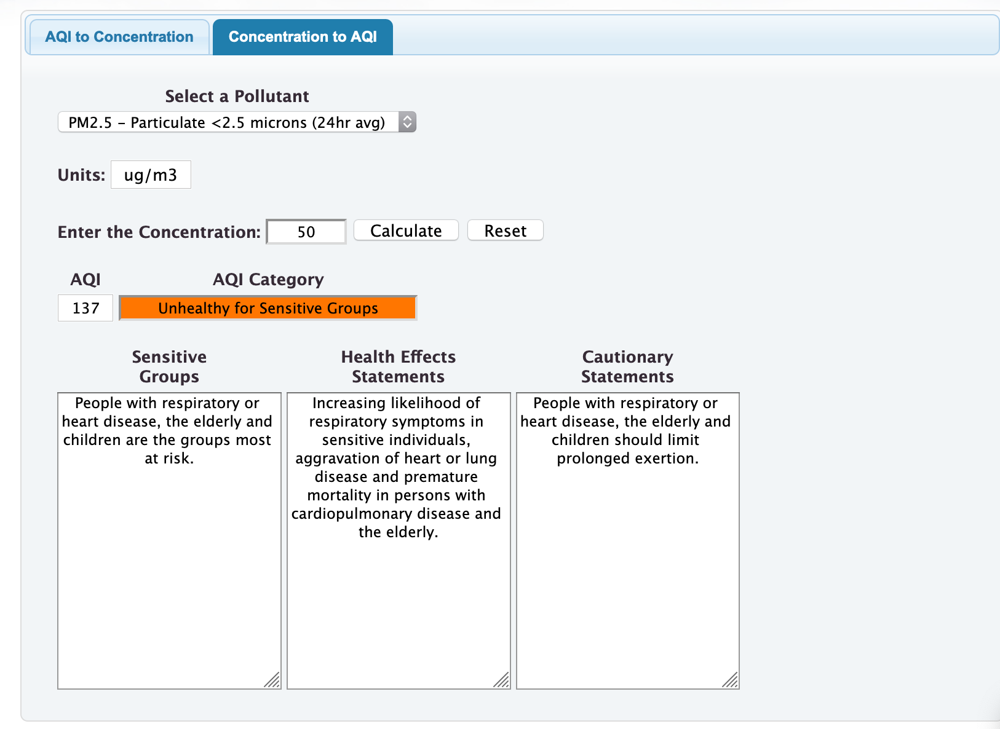 AQI to Concentration
Concentration to AQI
Select a Pollutant
PM2.5 – Particulate <2.5 microns (24hr avg)
Units: ug/m3
Enter the Concentration: 50 Calculate Reset
AQI AQI Category
137 Unhealthy for Sensitive Groups
Sensitive
Groups
People with respiratory or
heart disease, the elderly and
children are the groups most
at risk.
Health Effects
Statements
Increasing likelihood of
respiratory symptoms in
sensitive individuals,
aggravation of heart or lung
disease and premature
mortality in persons with
cardiopulmonary disease and
the elderly.
Cautionary
Statements
People with respiratory or
heart disease, the elderly and
children should limit
prolonged exertion.